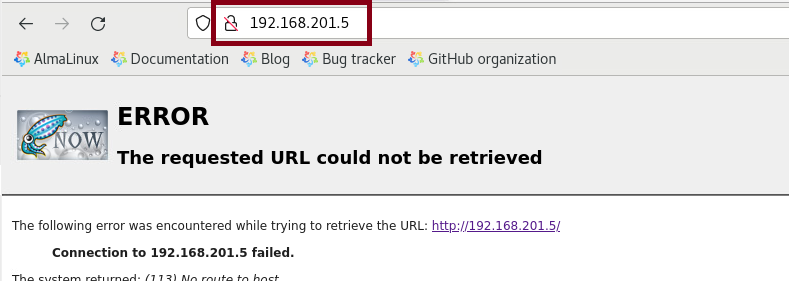 192.168.201.5
AlmaLinux Documentation Blog Bug tracker GitHub organization
NOW
ERROR
The requested URL could not be retrieved
The following error was encountered while trying to retrieve the URL: http://192.168.201.5/
Connection to 192.168.201.5 failed.
The system returned: (113) No route to host